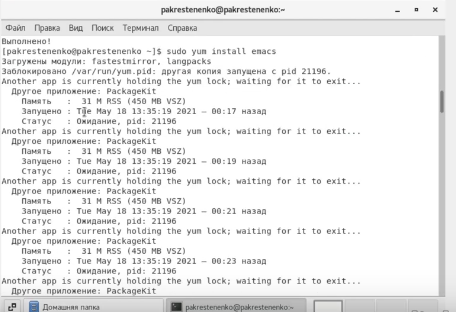 pakrestenenko@pakrestenenko:~
Файл Правка Вид Поиск Терминал Справка
Выполнено!
[pakrestenenko@pakrestenenko ~]$ sudo yum install emacs
Загружены модули: fastestmirror, langpacks
Заблокировано /var/run/yum.pid: другая копия запущена с pid 21196.
Another app is currently holding the yum lock; waiting for it to exit...
Другое приложение: PackageKit
Память : 31 M RSS (450 MB VSZ)
Запущено : Tue May 18 13:35:19 2021 — 00:17 назад
Статус : Ожидание, pid: 21196
Another app is currently holding the yum lock; waiting for it to exit...
Другое приложение: PackageKit
Память : 31 M RSS (450 MB VSZ)
Запущено : Tue May 18 13:35:19 2021 — 00:19 назад
Статус : Ожидание, pid: 21196
Another app is currently holding the yum lock; waiting for it to exit...
Другое приложение: PackageKit
Память : 31 M RSS (450 MB VSZ)
Запущено : Tue May 18 13:35:19 2021 — 00:21 назад
Статус : Ожидание, pid: 21196
Another app is currently holding the yum lock; waiting for it to exit...
Другое приложение: PackageKit
Память : 31 M RSS (450 MB VSZ)
Запущено : Tue May 18 13:35:19 2021 — 00:23 назад
Статус : Ожидание, pid: 21196
Another app is currently holding the yum lock; waiting for it to exit...
Другое приложение: PackageKit
Домашняя папка
pakrestenenko@pakrestenenko:~